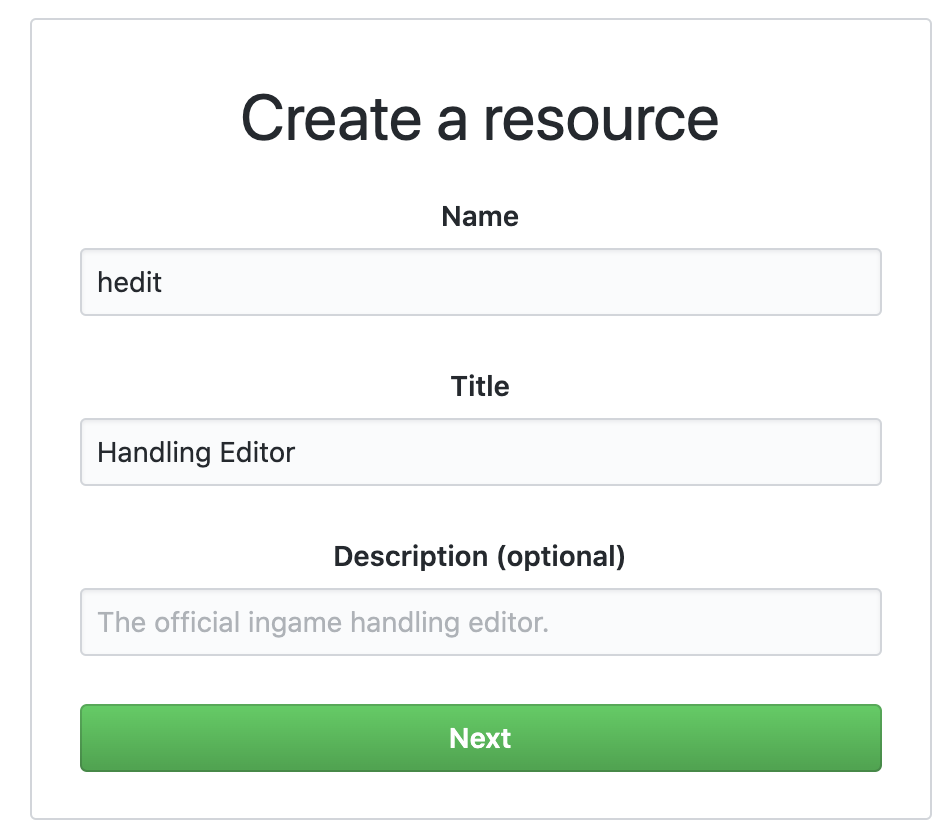 Create a resource
Name
hedit
Title
Handling Editor
Description (optional)
The official ingame handling editor.
Next